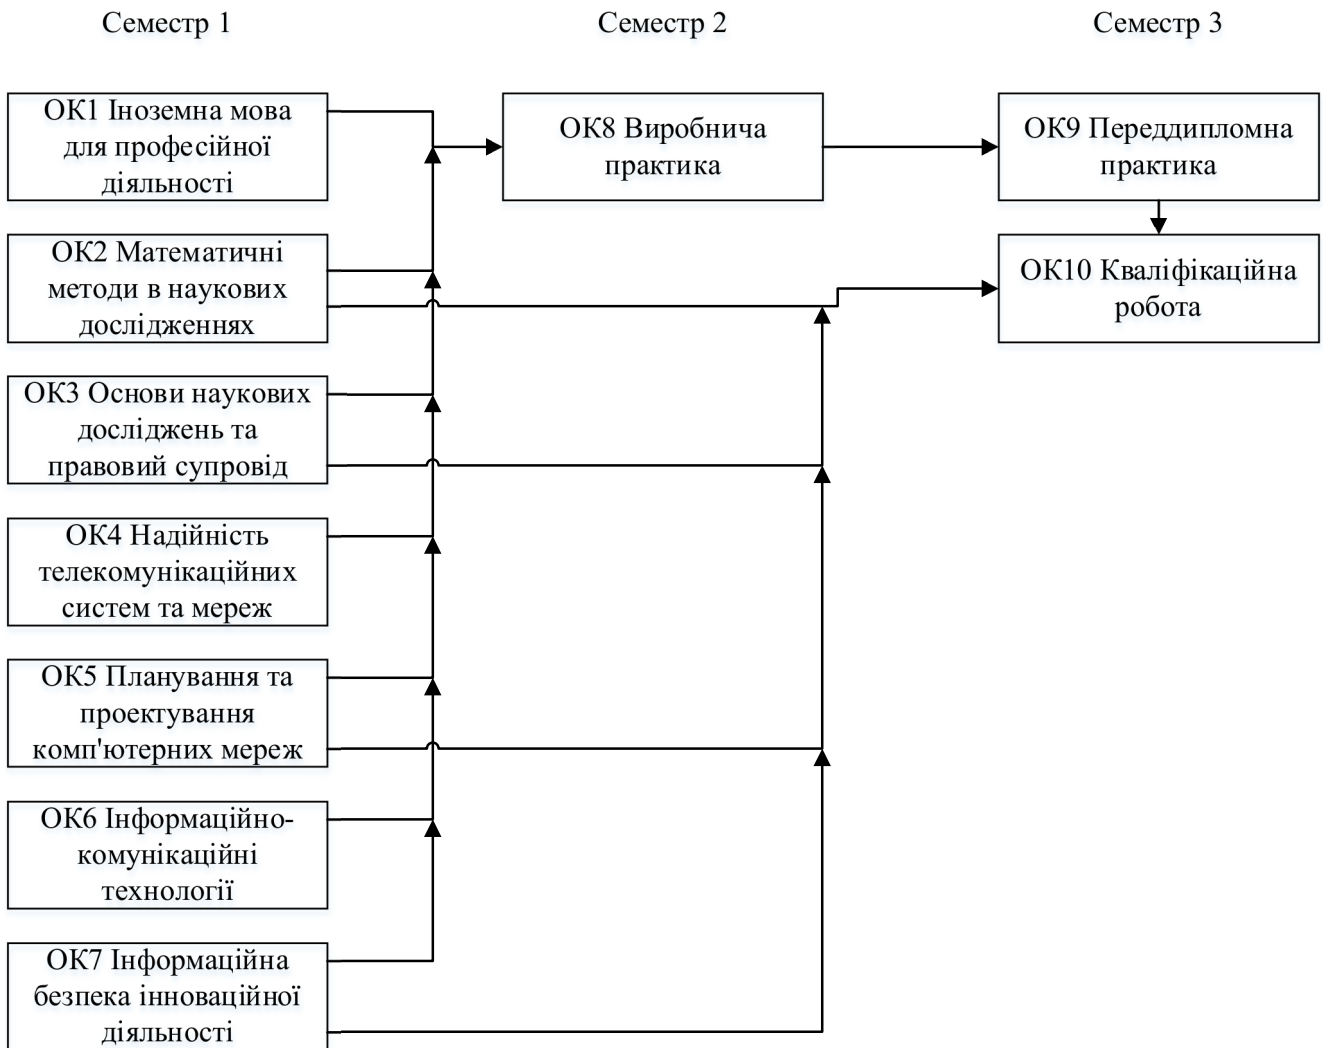 Семестр 1
Семестр 2
Семестр 3
ОК1 Іноземна мова
для професійної
діяльності
ОК8 Виробнича
практика
ОК9 Переддипломна
практика
ОК2 Математичні
методи в наукових
дослідженнях
ОК10 Кваліфікаційна
робота
ОК3 Основи наукових
досліджень та
правовий супровід
ОК4 Надійність
телекомунікаційних
систем та мереж
ОК5 Планування та
проектування
комп'ютерних мереж
ОК6 Інформаційно-
комунікаційні
технології
ОК7 Інформаційна
безпека інноваційної
діяльності